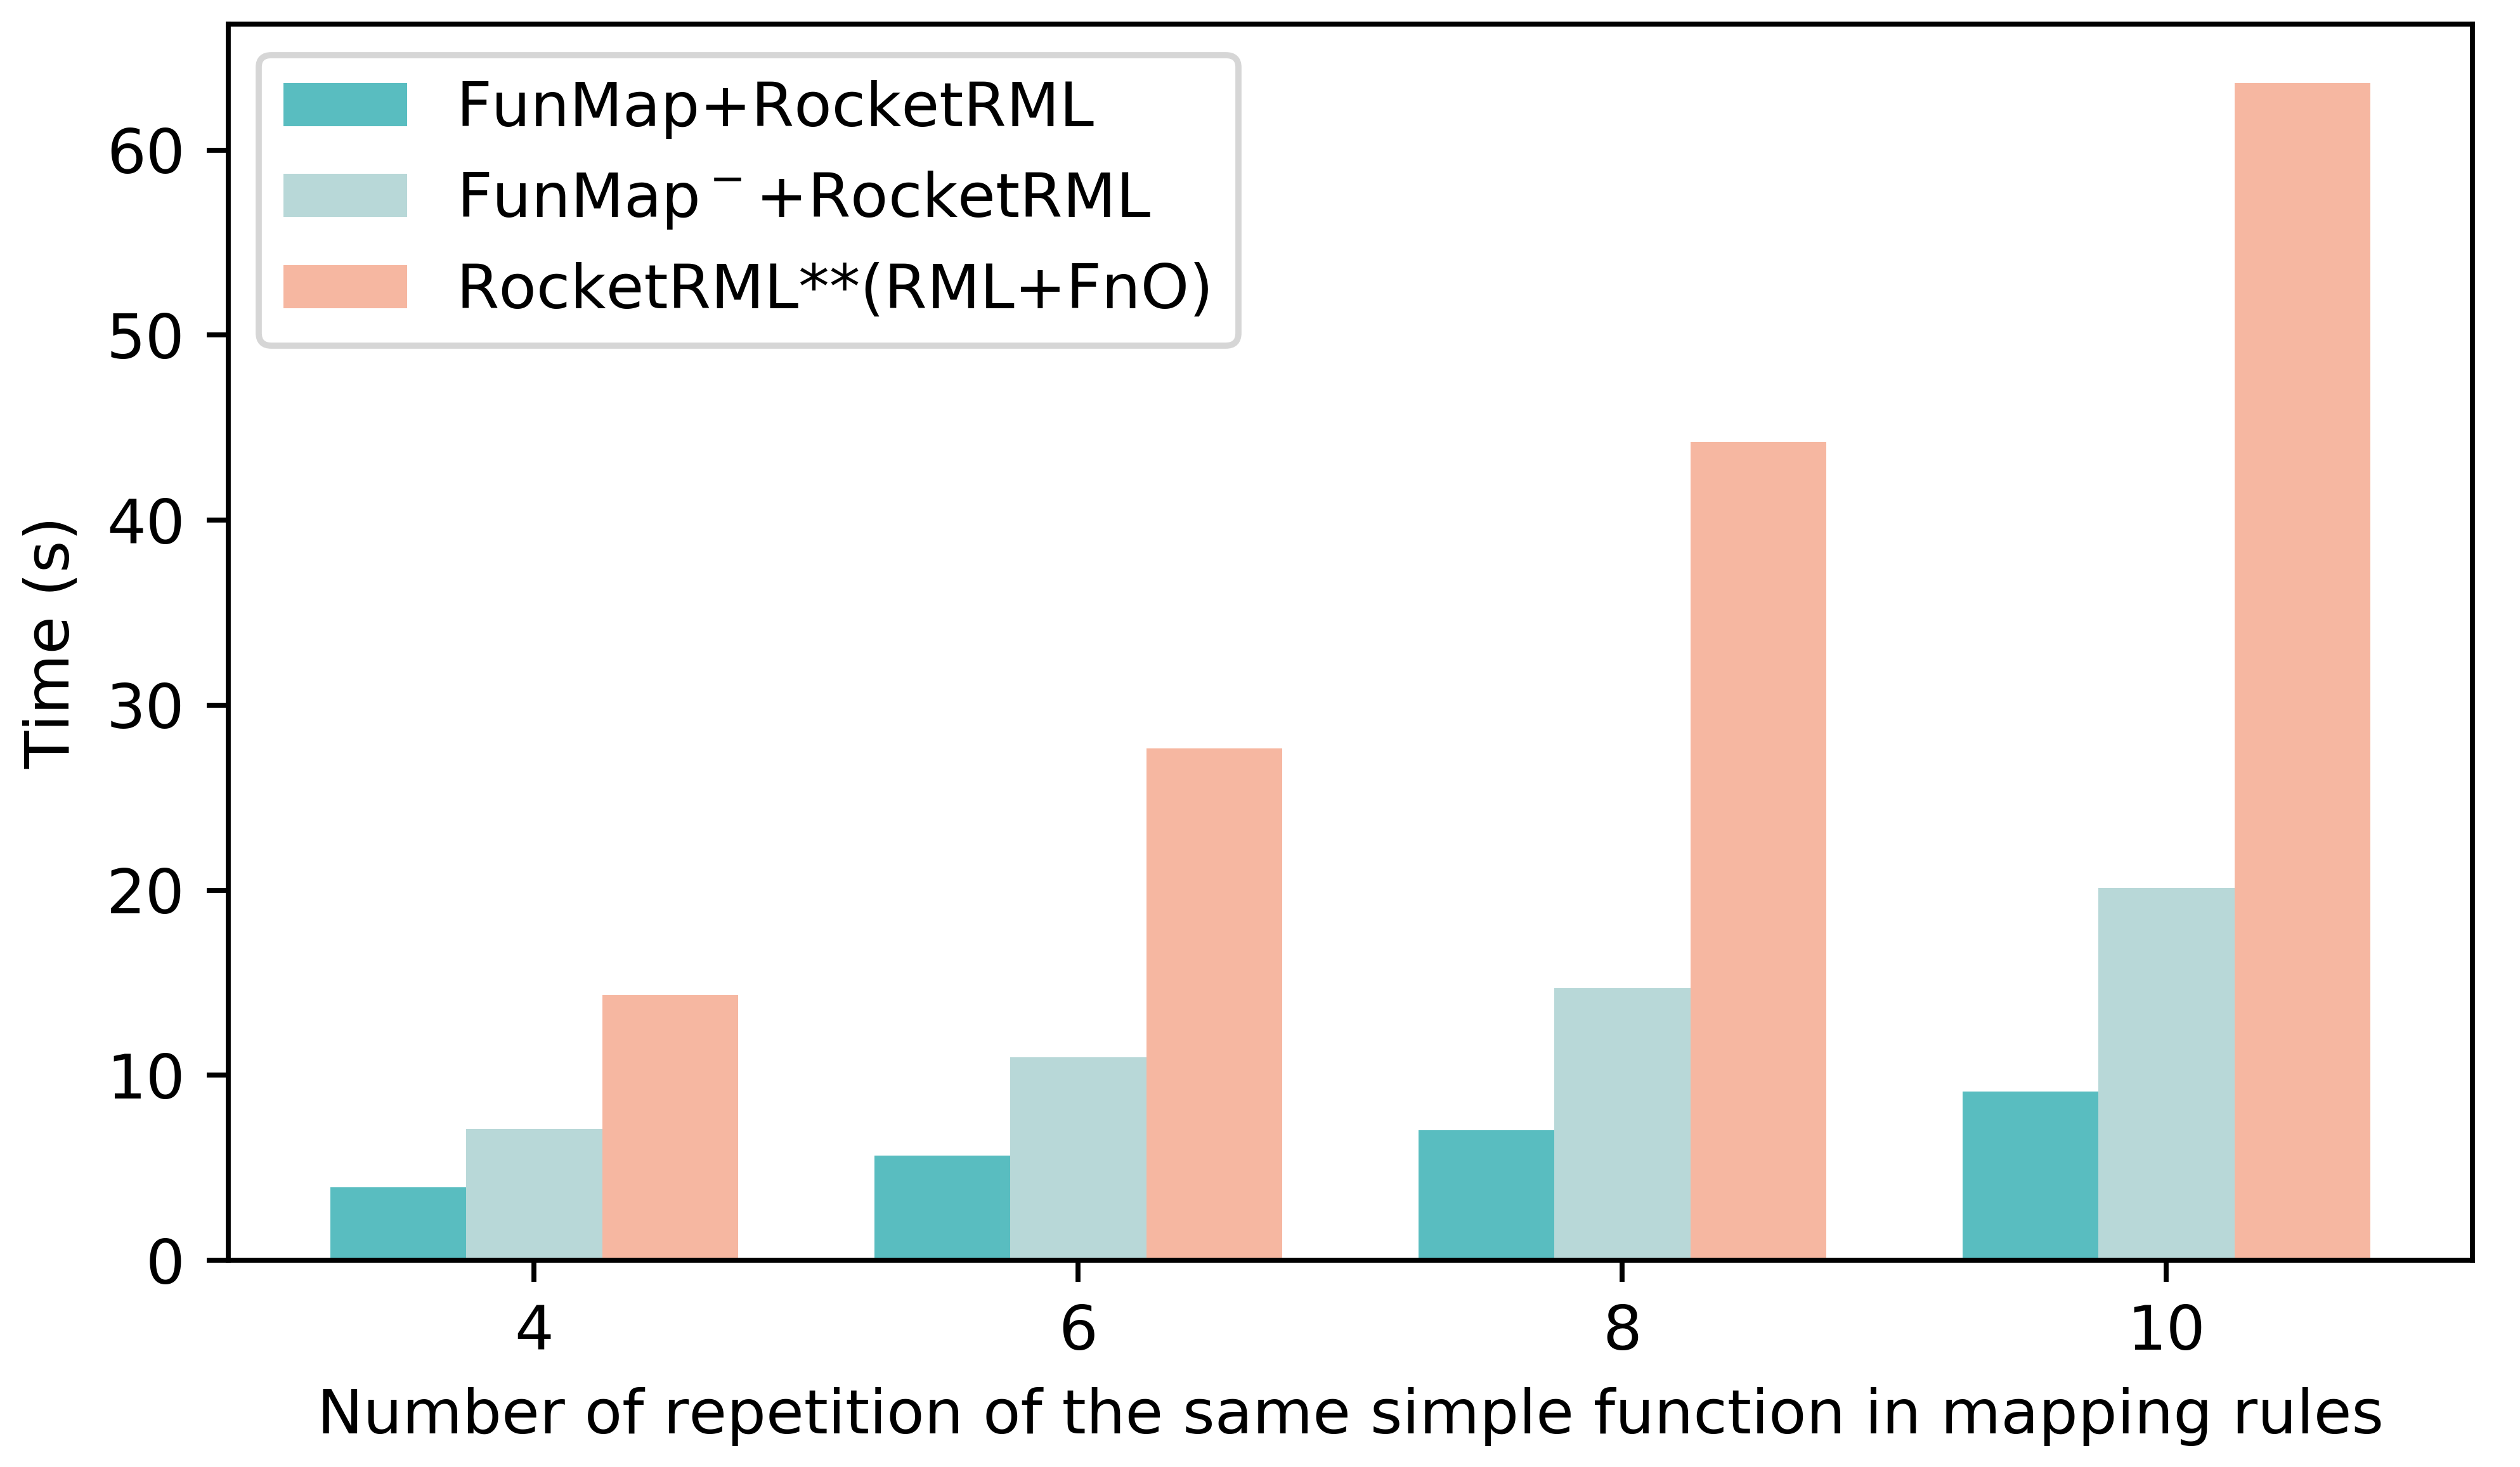 FunMap+RocketRML
FunMap⁻+RocketRML
RocketRML**(RML+FnO)
60
50
40
30
20
10
0
Time (s)
4 6 8 10
Number of repetition of the same simple function in mapping rules